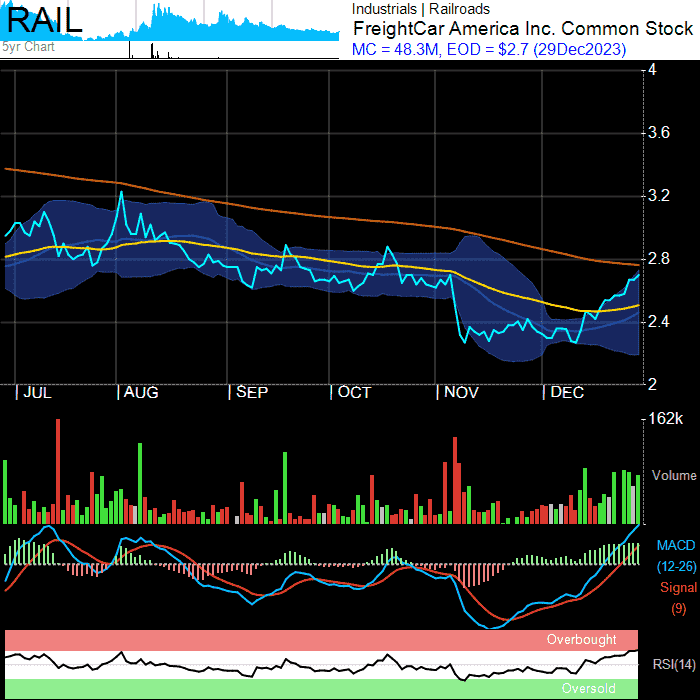 RAIL
5yr Chart
Industrials | Railroads
FreightCar America Inc. Common Stock
MC = 48.3M, EOD = $2.7 (29Dec2023)
4
3.6
3.2
2.8
2.4
2
JUL AUG SEP OCT NOV DEC
162k
Volume
MACD
(12-26)
Signal
(9)
Overbought
RSI(14)
Oversold